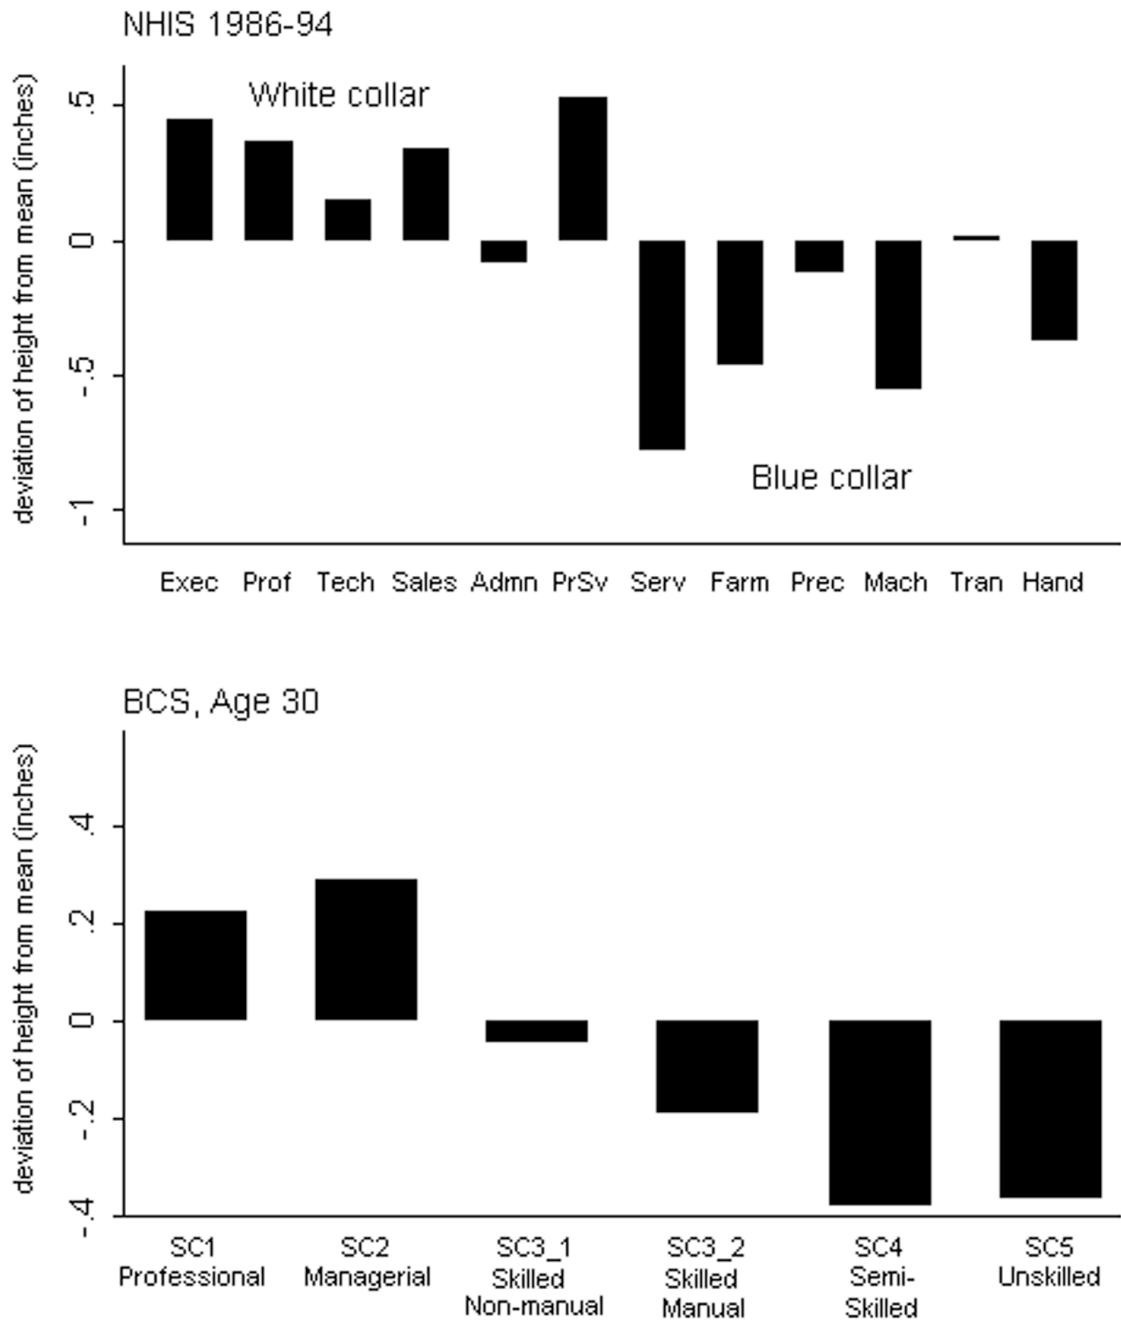 NHIS 1986-94
deviation of height from mean (inches)
.5
0
-.5
-1
White collar
Blue collar
Exec Prof Tech Sales Admn PrSv Serv Farm Prec Mach Tran Hand
BCS, Age 30
deviation of height from mean (inches)
.4
.2
0
-.2
-.4
SC1 SC2 SC3_1 SC3_2 SC4 SC5
Professional Managerial Skilled Skilled Semi- Unskilled
Non-manual Manual Skilled